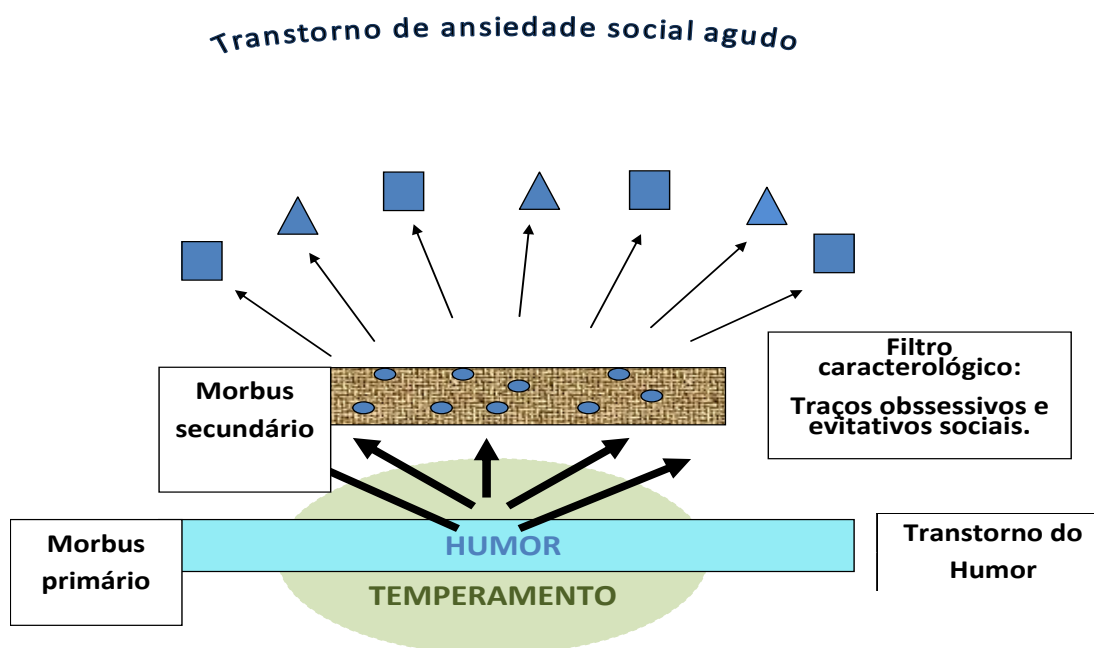 Transtorno de ansiedade social agudo
Filtro
caracterológico:
Traços obssessivos e
evitativos sociais.
Morbus
secundário
Morbus
primário
HUMOR
TEMPERAMENTO
Transtorno do
Humor